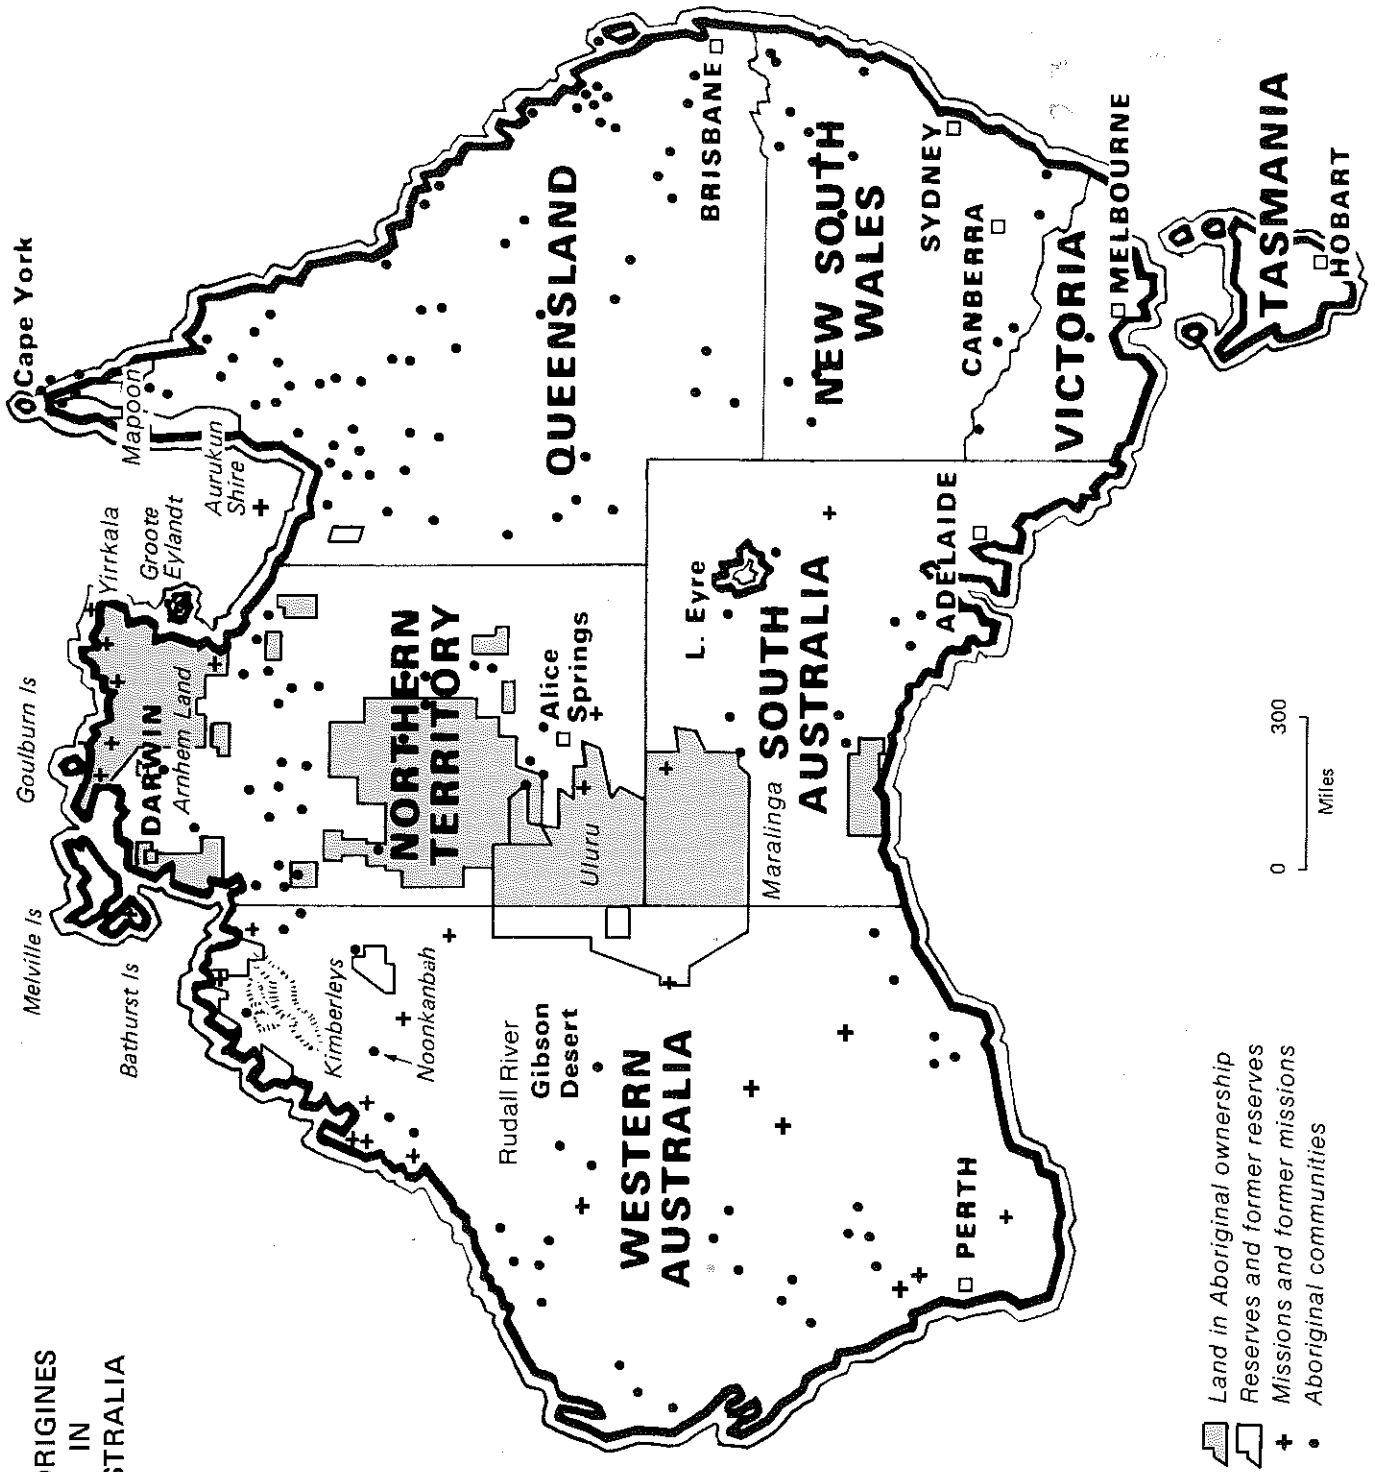 ORIGINES
IN
STRALIA
Melville Is
Goulburn Is
Bathurst Is
DARWIN
Arnhem Land
Yirrkala
Groote
Eylandt
Cape York
Mapoon
Aurukun
Shire
Kimberleys
Noonkanbah
NORTHERN
TERRITORY
QUEENSLAND
Rudall River
Gibson
Desert
Alice
Springs
Uluru
WESTERN
AUSTRALIA
L. Eyre
SOUTH
AUSTRALIA
Maralinga
BRISBANE
NEW SOUTH
WALES
SYDNEY
CANBERRA
PERTH
ADELAIDE
VICTORIA
MELBOURNE
TASMANIA
HOBART
0 300
Miles
Land in Aboriginal ownership
Reserves and former reserves
Missions and former missions
Aboriginal communities